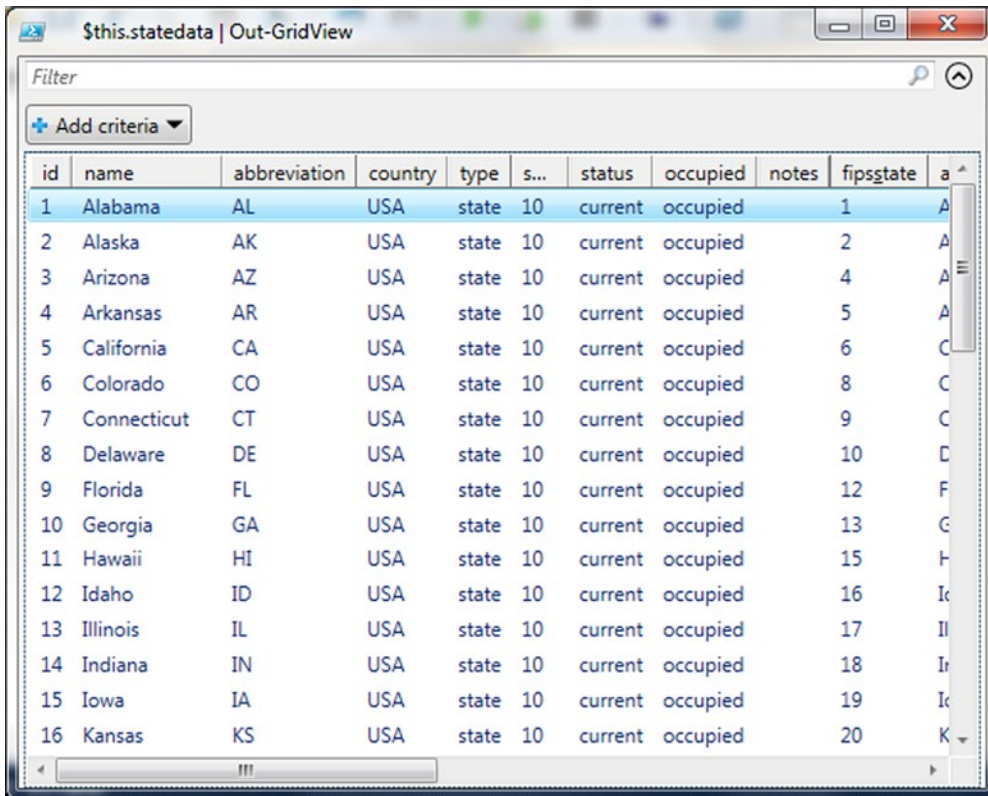 $this.statedata | Out-GridView
Filter
Add criteria
id name abbreviation country type s... status occupied notes fipsstate a
1 Alabama AL USA state 10 current occupied 1 A
2 Alaska AK USA state 10 current occupied 2 A
3 Arizona AZ USA state 10 current occupied 4 A
4 Arkansas AR USA state 10 current occupied 5 A
5 California CA USA state 10 current occupied 6 C
6 Colorado CO USA state 10 current occupied 8 C
7 Connecticut CT USA state 10 current occupied 9 C
8 Delaware DE USA state 10 current occupied 10 D
9 Florida FL USA state 10 current occupied 12 F
10 Georgia GA USA state 10 current occupied 13 G
11 Hawaii HI USA state 10 current occupied 15 H
12 Idaho ID USA state 10 current occupied 16 Id
13 Illinois IL USA state 10 current occupied 17 Il
14 Indiana IN USA state 10 current occupied 18 In
15 Iowa IA USA state 10 current occupied 19 Io
16 Kansas KS USA state 10 current occupied 20 K